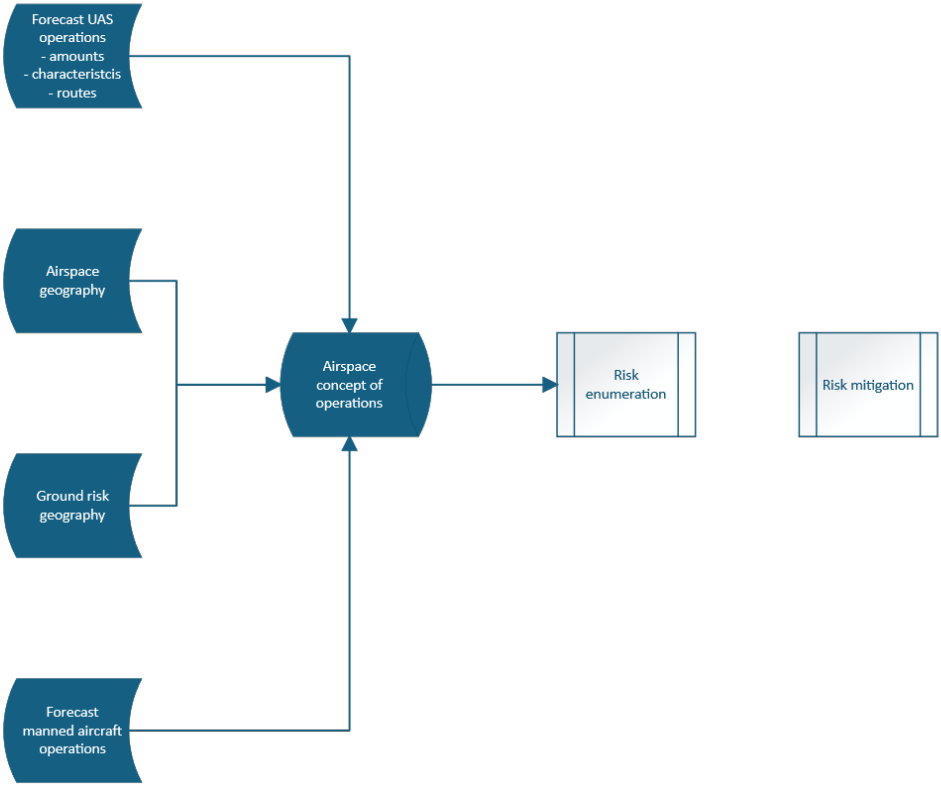 Forecast UAS
operations
- amounts
- characteristcis
- routes
Airspace
geography
Airspace
concept of
operations
Risk
enumeration
Risk mitigation
Ground risk
geography
Forecast
manned aircraft
operations